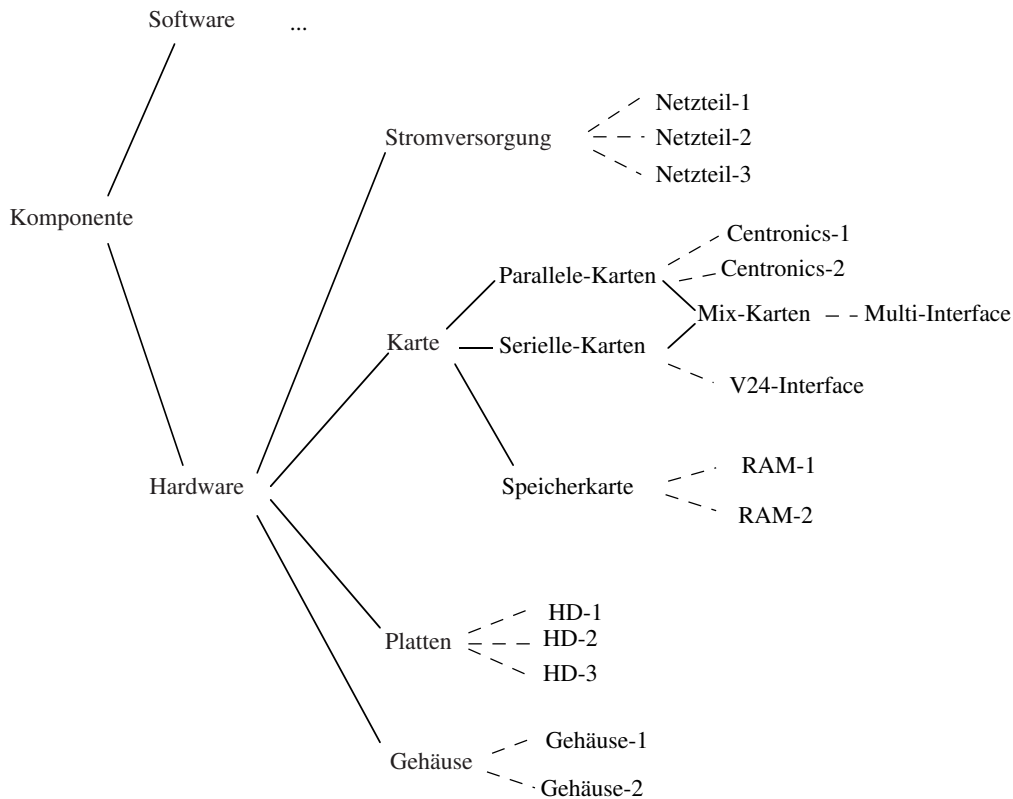 Software ...
Netzteil-1
Stromversorgung Netzteil-2
Netzteil-3
Komponente
Centronics-1
Parallele-Karten Centronics-2
Mix-Karten Multi-Interface
Karte Serielle-Karten
V24-Interface
RAM-1
Hardware Speicherkarte
RAM-2
HD-1
Platten HD-2
HD-3
Gehäuse-1
Gehäuse
Gehäuse-2